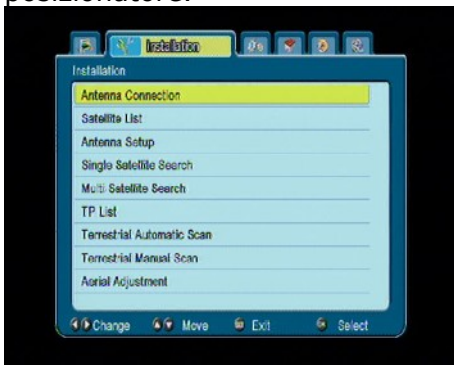 posizionatore.
Installation
Installation
Antenna Connection
Satellite List
Antenna Setup
Single Satellite Search
Multi Satellite Search
TP List
Terrestrial Automatic Scan
Terrestrial Manual Scan
Aerial Adjustment
Change Move Exit Select